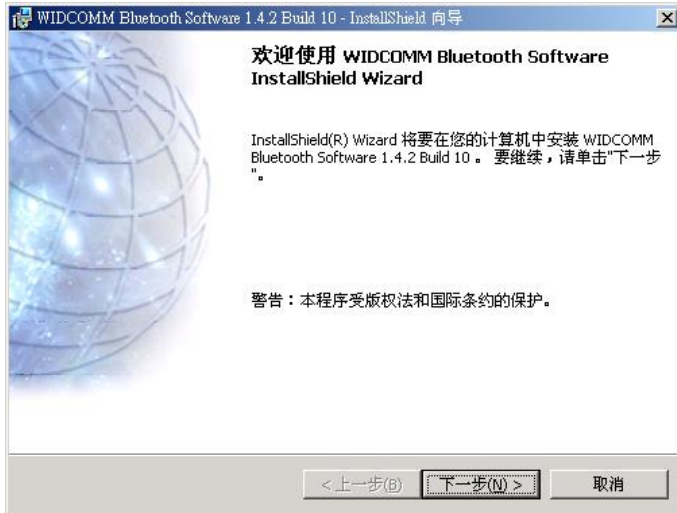 WIDCOMM Bluetooth Software 1.4.2 Build 10 - InstallShield 向导
欢迎使用 WIDCOMM Bluetooth Software
InstallShield Wizard
InstallShield(R) Wizard 将要在您的计算机中安装 WIDCOMM
Bluetooth Software 1.4.2 Build 10 。 要继续，请单击"下一步
"。
警告：本程序受版权法和国际条约的保护。
<上一步(B) 下一步(N) > 取消